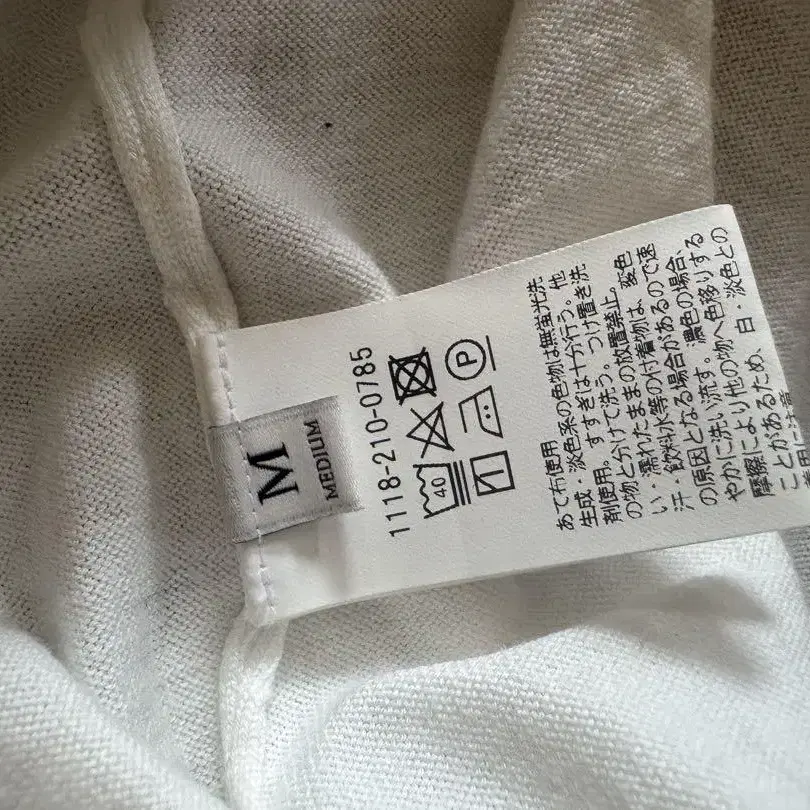 M
MEDIUM
1118-210-0785
40
P
あて布使用
生成・淡色系の色物は無蛍光洗
剤使用。すすぎは十分行う。他
の物と分けて洗う。つけ置き洗
い、濡れたままの放置禁止。
汗・飲料水等の付着物は、変色
の原因となる場合があるので速
やかに洗い流す。濃色の場合、
摩擦により他の物へ色移りする
ことがあるため、白・淡色との